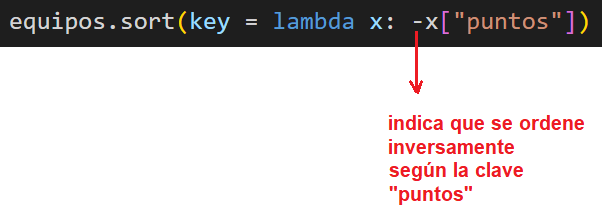 equipos.sort(key = lambda x: -x["puntos"])
indica que se ordene
inversamente
según la clave
"puntos"